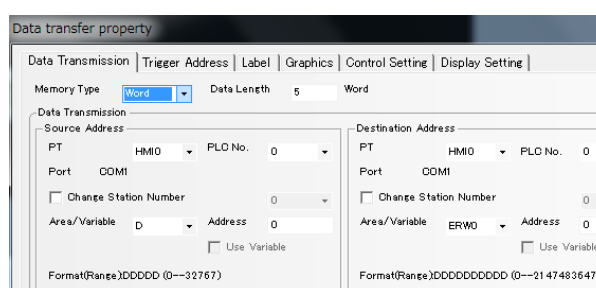 Data transfer property
Data Transmission Trigger Address Label Graphics Control Setting Display Setting
Memory Type Word Data Length 5 Word
Data Transmission
Source Address
PT HMI0 PLC No. 0
Port COM1
Change Station Number 0
Area/Variable D Address 0
Use Variable
Format(Range):DDDDD (0--32767)
Destination Address
PT HMI0 PLC No. 0
Port COM1
Change Station Number 0
Area/Variable ERW0 Address 0
Use Variable
Format(Range):DDDDDDDDDD (0--2147483647